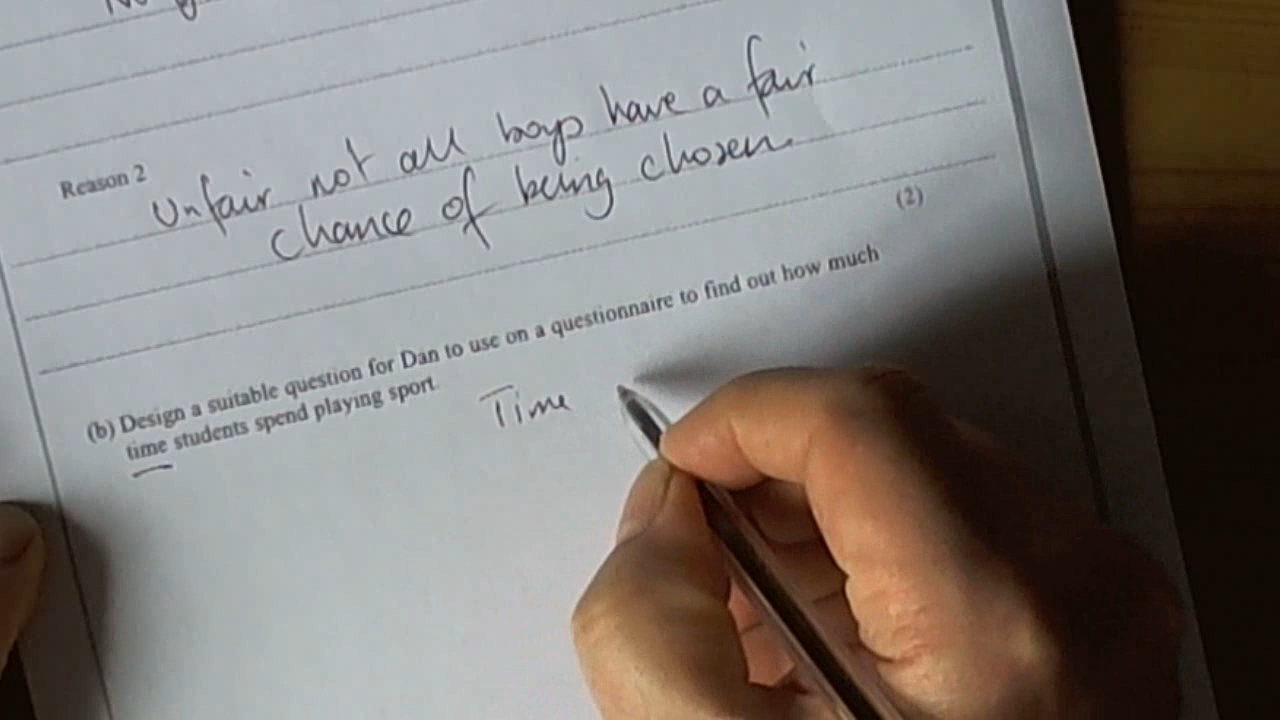 Reason 2
Unfair not all boys have a fair
chance of being chosen.
(2)
(b) Design a suitable question for Dan to use on a questionnaire to find out how much
time students spend playing sport.
Time